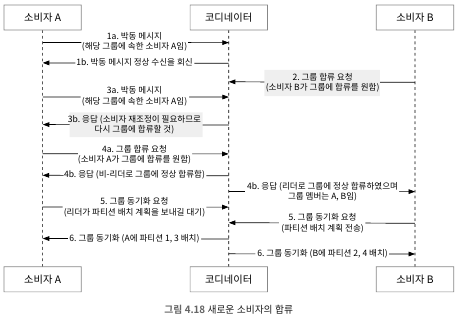 소비자 A
코디네이터
소비자 B
1a. 박동 메시지
(해당 그룹에 속한 소비자 A임)
1b. 박동 메시지 정상 수신을 회신
2. 그룹 합류 요청
(소비자 B가 그룹에 합류를 원함)
3a. 박동 메시지
(해당 그룹에 속한 소비자 A임)
3b. 응답 (소비자 재조정이 필요하므로
다시 그룹에 합류할 것)
4a. 그룹 합류 요청
(소비자 A가 그룹에 합류를 원함)
4b. 응답 (비-리더로 그룹에 정상 합류함)
4b. 응답 (리더로 그룹에 정상 합류하였으며
그룹 멤버는 A, B임)
5. 그룹 동기화 요청
(리더가 파티션 배치 계획을 보내길 대기)
5. 그룹 동기화 요청
(파티션 배치 계획 전송)
6. 그룹 동기화 (A에 파티션 1, 3 배치)
6. 그룹 동기화 (B에 파티션 2, 4 배치)
소비자 A
코디네이터
소비자 B
그림 4.18 새로운 소비자의 합류